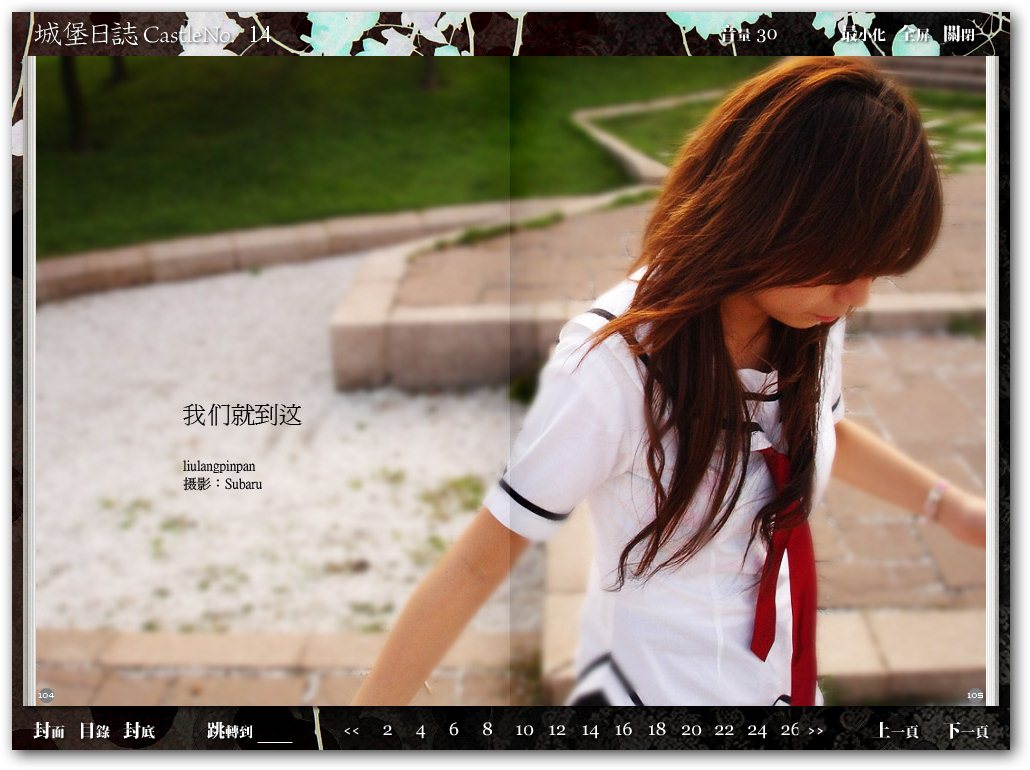 城堡日誌 CastleNo. 14
音量 30
最小化 全屏 關閉
我们就到这
liulangpinpan
摄影：Subaru
104
105
封面 目錄 封底 跳轉到 << 2 4 6 8 10 12 14 16 18 20 22 24 26 >> 上一頁 下一頁